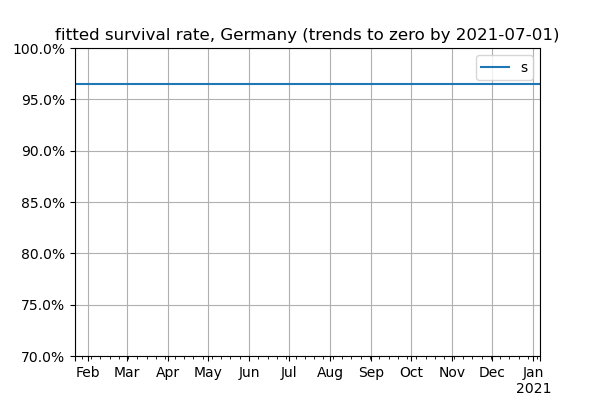 fitted survival rate, Germany (trends to zero by 2021-07-01)
s
100.0%
95.0%
90.0%
85.0%
80.0%
75.0%
70.0%
Feb Mar Apr May Jun Jul Aug Sep Oct Nov Dec Jan
2021